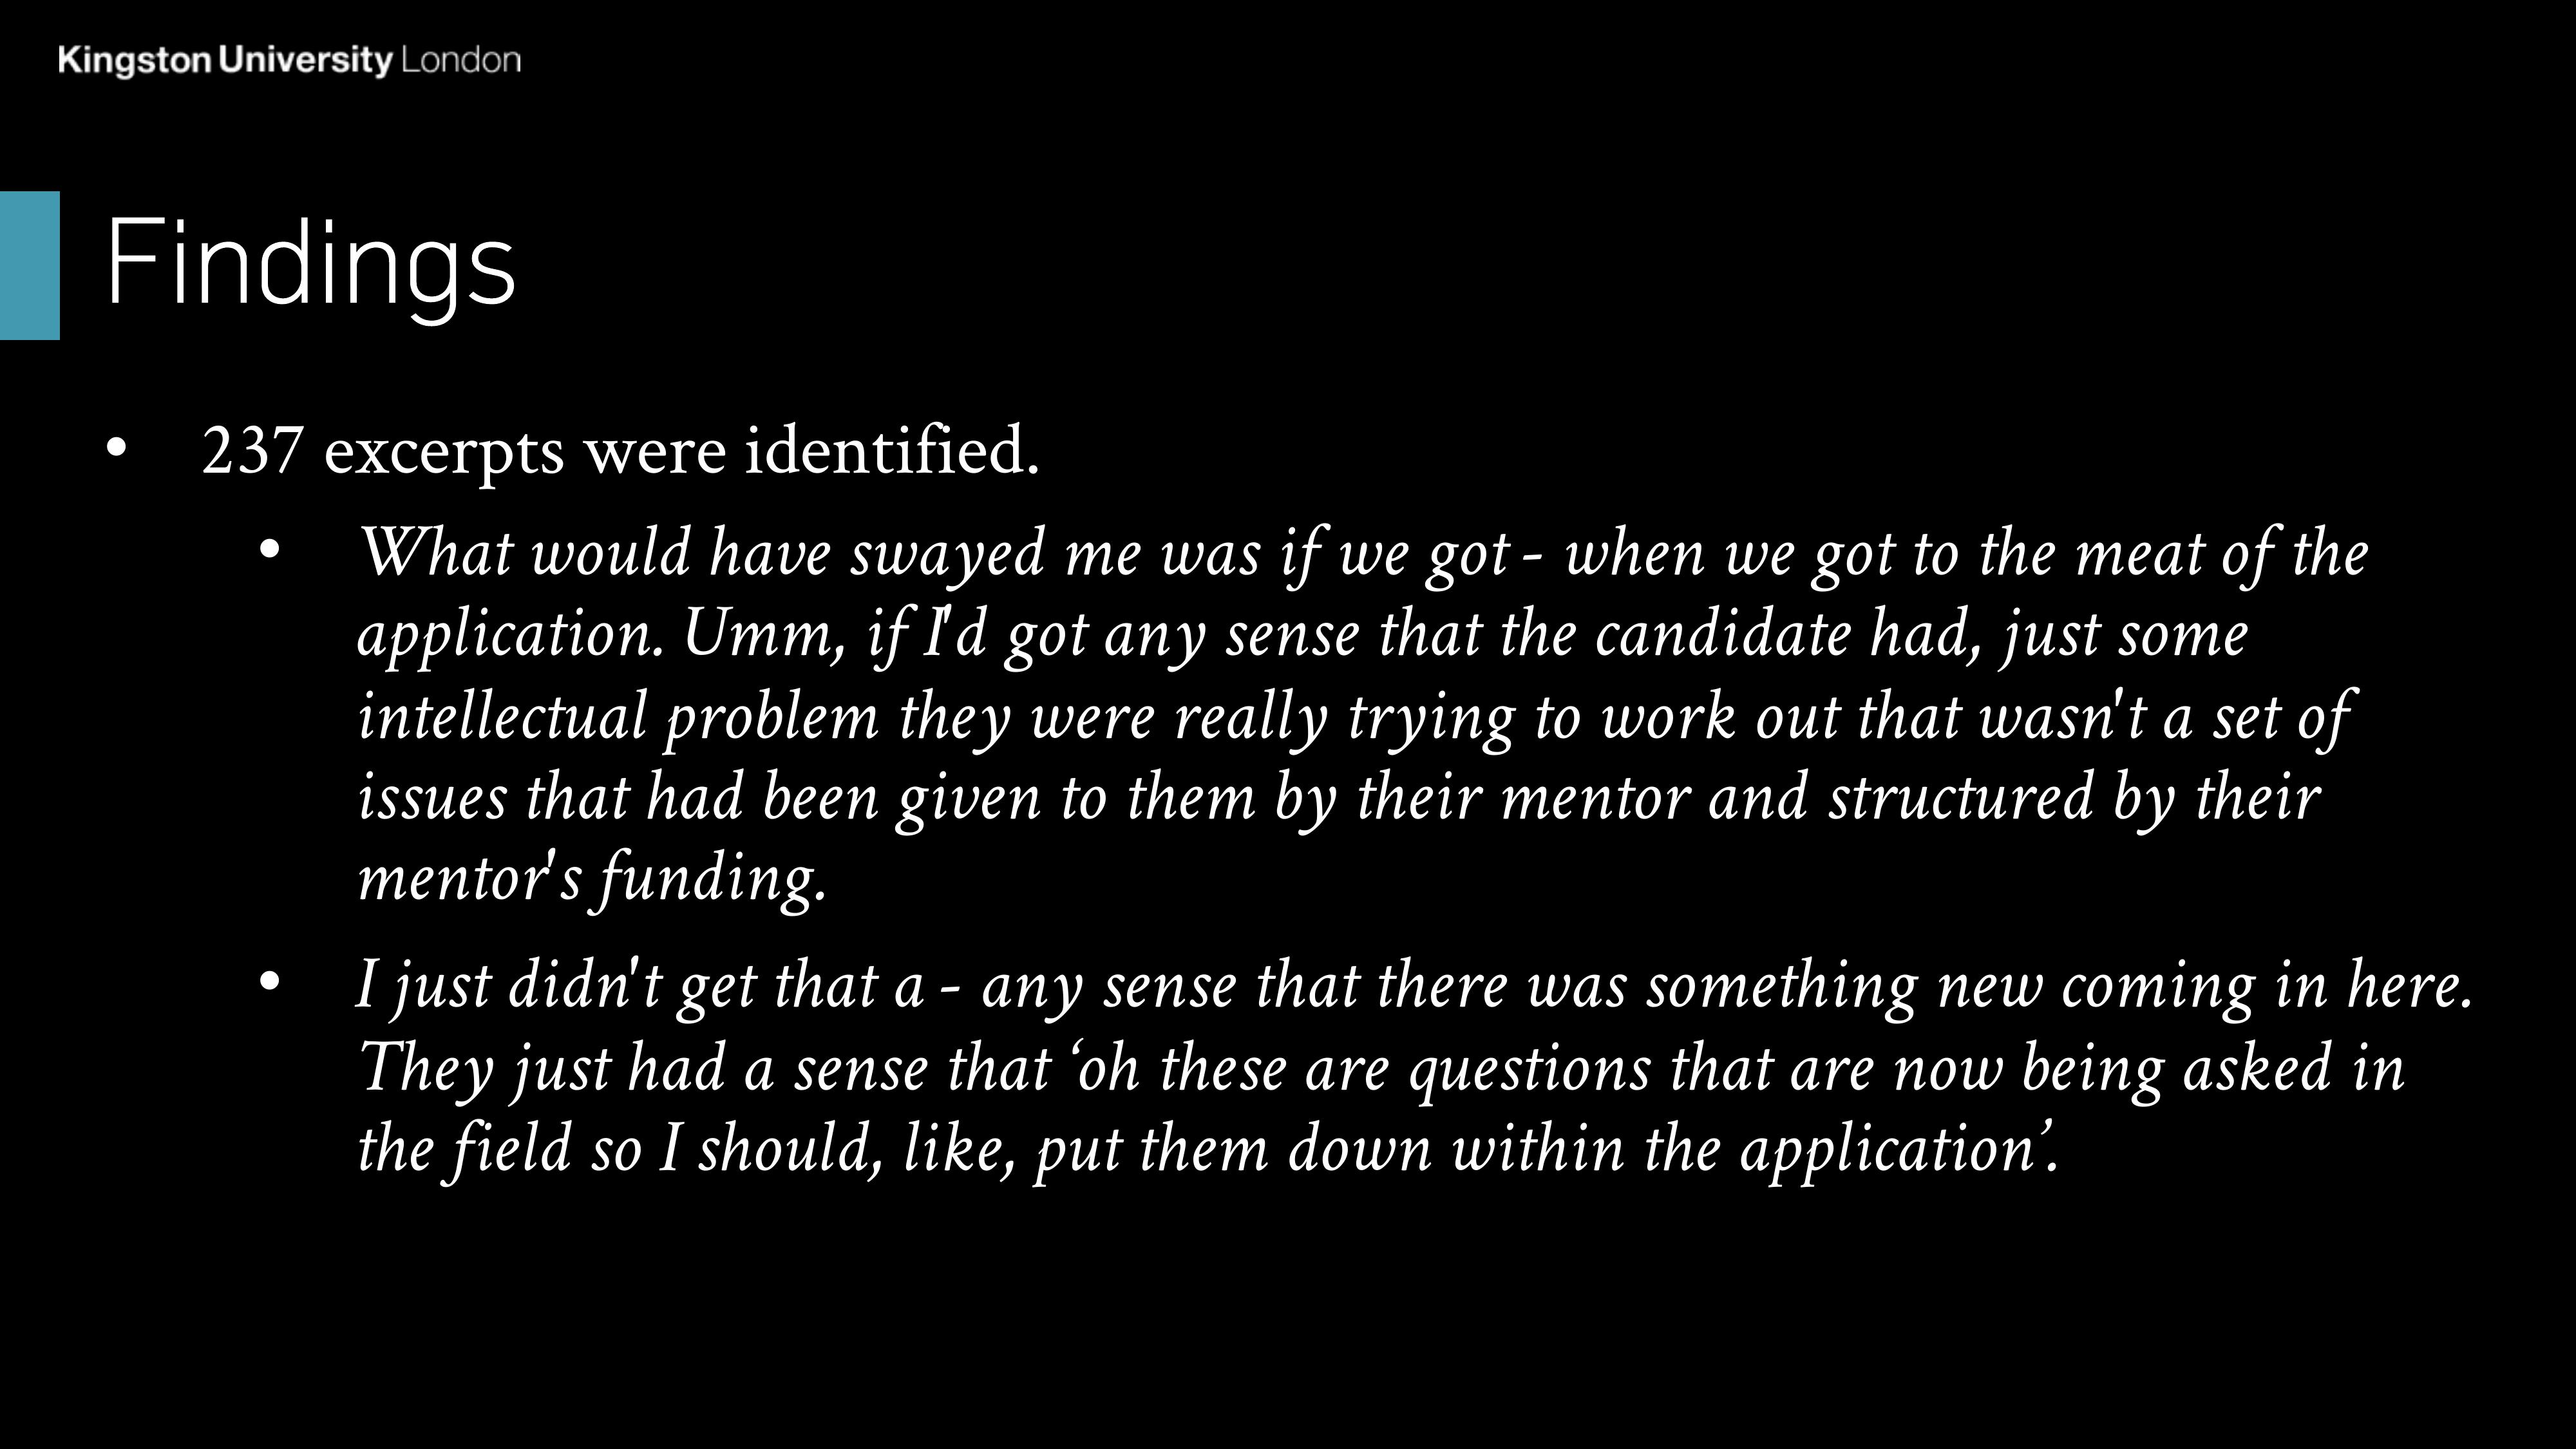 Kingston University London
Findings
• 237 excerpts were identified.
• What would have swayed me was if we got - when we got to the meat of the
application. Umm, if I'd got any sense that the candidate had, just some
intellectual problem they were really trying to work out that wasn't a set of
issues that had been given to them by their mentor and structured by their
mentor's funding.
• I just didn't get that a - any sense that there was something new coming in here.
They just had a sense that ‘oh these are questions that are now being asked in
the field so I should, like, put them down within the application’.